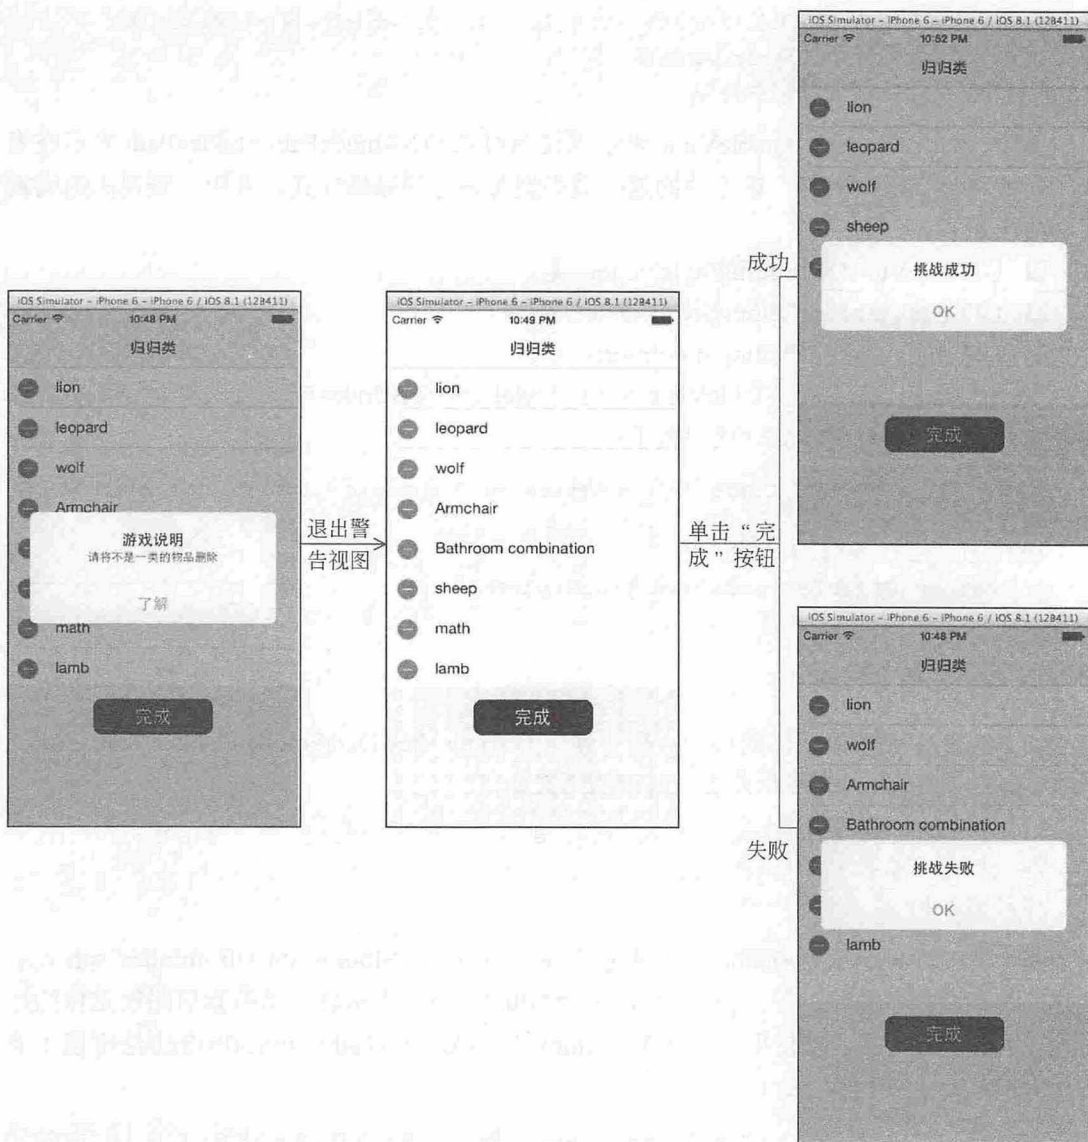 iOS Simulator - iPhone 6 - iPhone 6 / iOS 8.1 (12B411)
Carrier 10:48 PM
归归类
lion
leopard
wolf
Armchair
游戏说明
请将不是一类的物品删除
了解
math
lamb
完成
退出警
告视图
iOS Simulator - iPhone 6 - iPhone 6 / iOS 8.1 (12B411)
Carrier 10:49 PM
归归类
lion
leopard
wolf
Armchair
Bathroom combination
sheep
math
lamb
完成
单击“完
成”按钮
成功
iOS Simulator - iPhone 6 - iPhone 6 / iOS 8.1 (12B411)
Carrier 10:52 PM
归归类
lion
leopard
wolf
sheep
挑战成功
OK
完成
失败
iOS Simulator - iPhone 6 - iPhone 6 / iOS 8.1 (12B411)
Carrier 10:48 PM
归归类
lion
wolf
Armchair
Bathroom combination
挑战失败
OK
lamb
完成